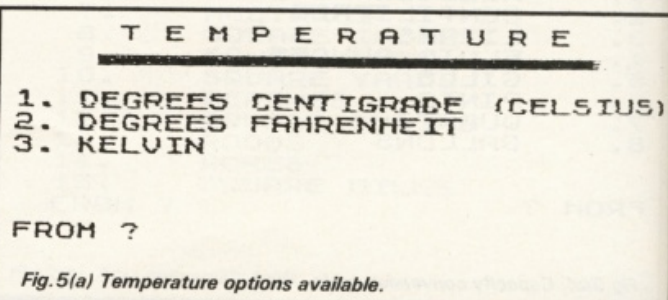 T E M P E R A T U R E
1. DEGREES CENTIGRADE (CELSIUS)
2. DEGREES FAHRENHEIT
3. KELVIN
FROM ?
Fig.5(a) Temperature options available.